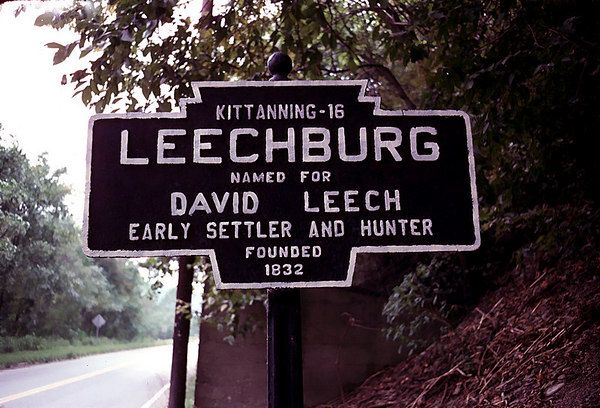 KITTANNING-16
LEECHBURG
NAMED FOR
DAVID LEECH
EARLY SETTLER AND HUNTER
FOUNDED
1832